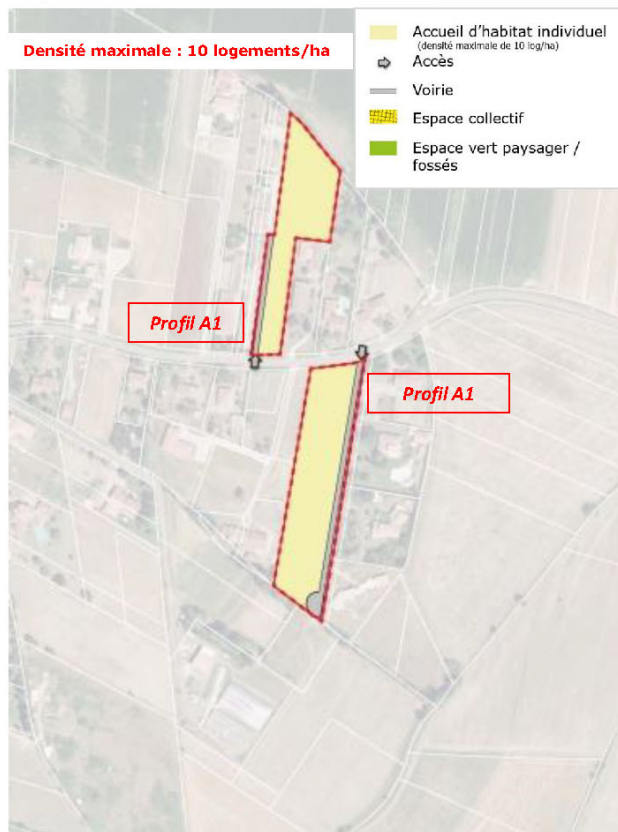 Densité maximale : 10 logements/ha
Accueil d'habitat individuel
(densité maximale de 10 log/ha)
Accès
Voirie
Espace collectif
Espace vert paysager /
fossés
Profil A1
Profil A1